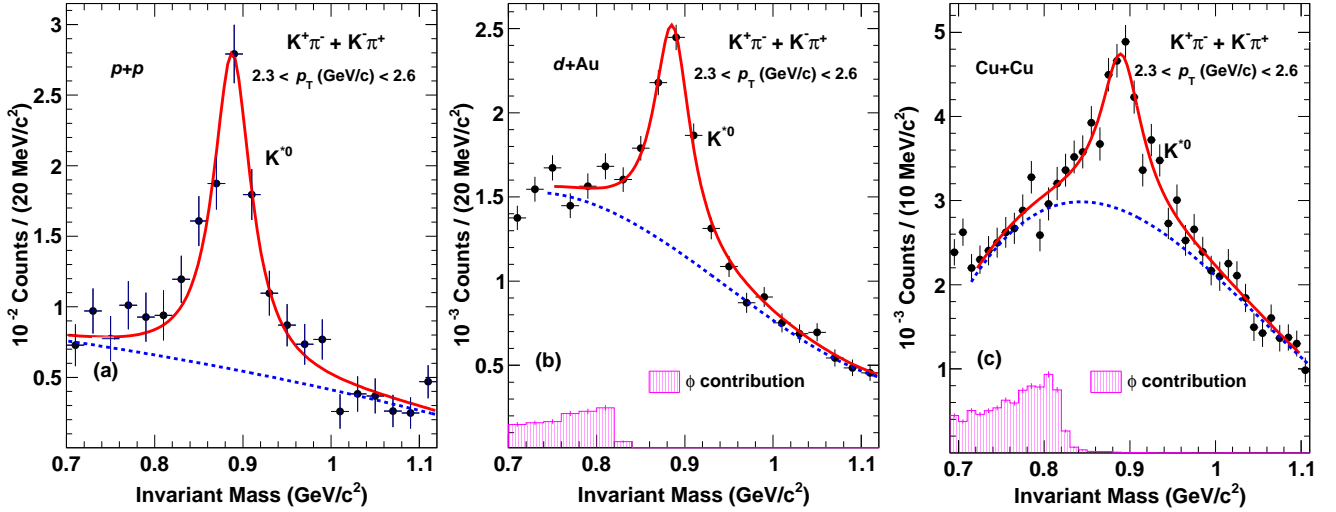 10⁻² Counts / (20 MeV/c²)
3
2.5
2
1.5
1
0.5
p+p
K⁺π⁻ + K⁻π⁺
2.3 < p_T (GeV/c) < 2.6
K*⁰
(a)
0.7 0.8 0.9 1 1.1
Invariant Mass (GeV/c²)
10⁻³ Counts / (20 MeV/c²)
2.5
2
1.5
1
0.5
d+Au
K⁺π⁻ + K⁻π⁺
2.3 < p_T (GeV/c) < 2.6
K*⁰
(b)
ϕ contribution
0.7 0.8 0.9 1 1.1
Invariant Mass (GeV/c²)
10⁻³ Counts / (10 MeV/c²)
6
5
4
3
2
1
Cu+Cu
K⁺π⁻ + K⁻π⁺
2.3 < p_T (GeV/c) < 2.6
K*⁰
(c)
ϕ contribution
0.7 0.8 0.9 1 1.1
Invariant Mass (GeV/c²)